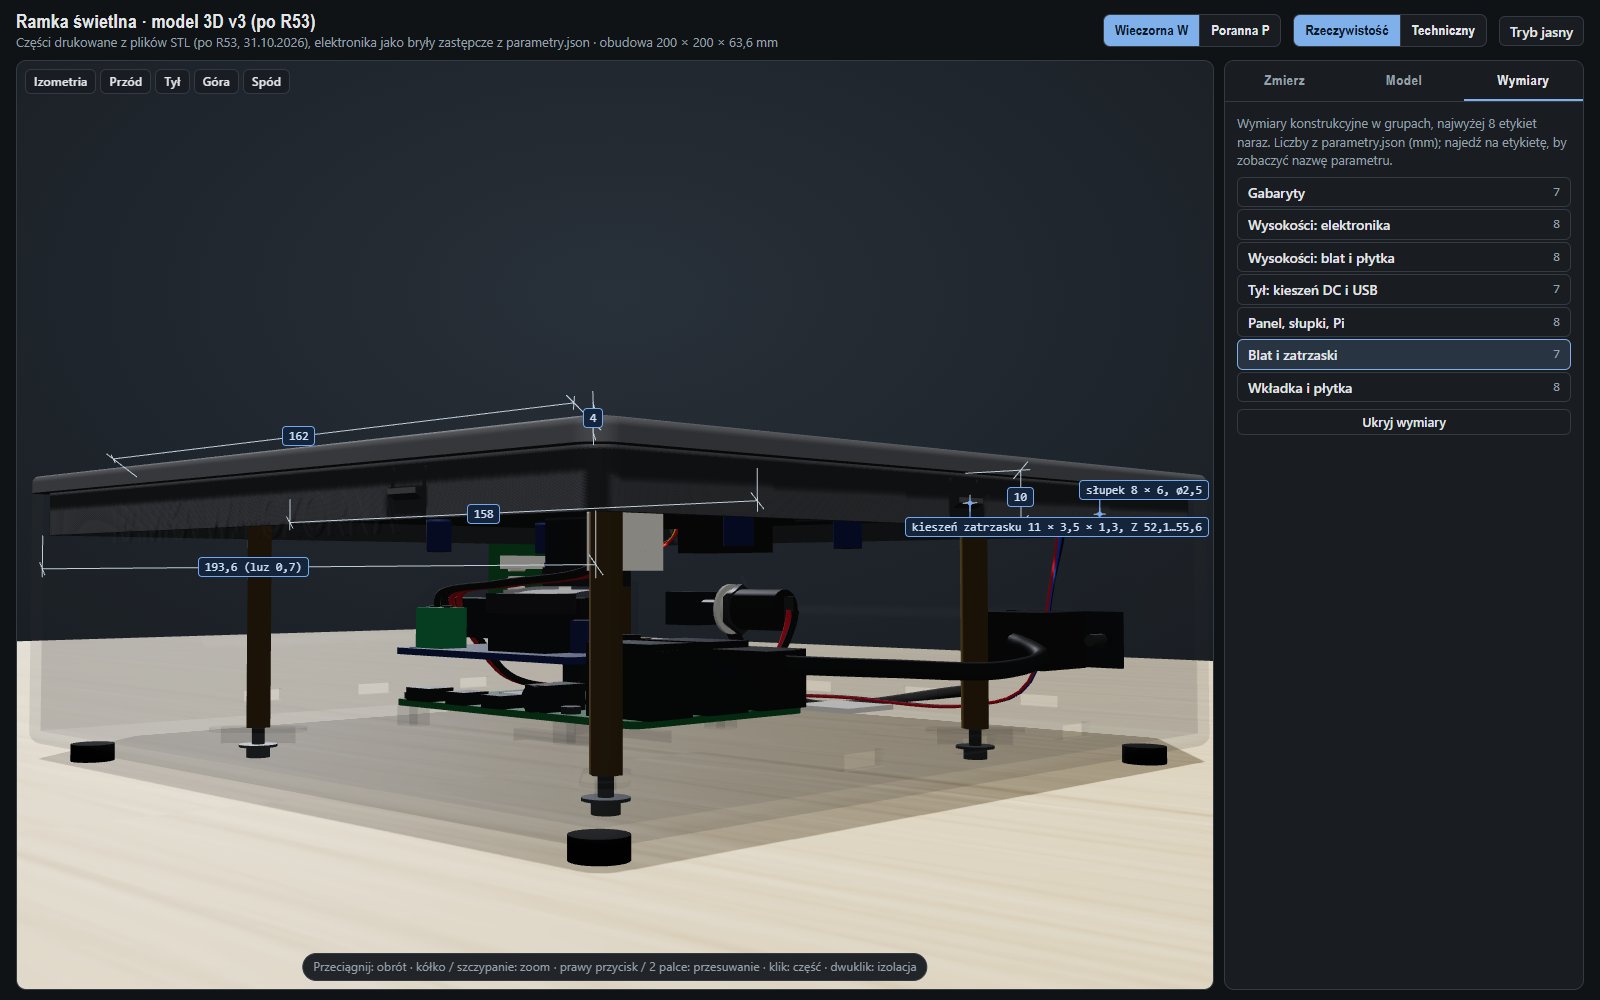 Ramka świetlna · model 3D v3 (po R53)
Części drukowane z plików STL (po R53, 31.10.2026), elektronika jako bryły zastępcze z parametry.json · obudowa 200 × 200 × 63,6 mm
Wieczorna W
Poranna P
Rzeczywistość
Techniczny
Tryb jasny
Izometria
Przód
Tył
Góra
Spód
Zmierz
Model
Wymiary
Wymiary konstrukcyjne w grupach, najwyżej 8 etykiet
naraz. Liczby z parametry.json (mm); najedź na etykietę, by
zobaczyć nazwę parametru.
Gabaryty 7
Wysokości: elektronika 8
Wysokości: blat i płytka 8
Tył: kieszeń DC i USB 7
Panel, słupki, Pi 8
Blat i zatrzaski 7
Wkładka i płytka 8
Ukryj wymiary
4
162
słupek 8 × 6, ø2,5
10
158
kieszeń zatrzasku 11 × 3,5 × 1,3, Z 52,1…55,6
193,6 (luz 0,7)
Przeciągnij: obrót · kółko / szczypanie: zoom · prawy przycisk / 2 palce: przesuwanie · klik: część · dwuklik: izolacja